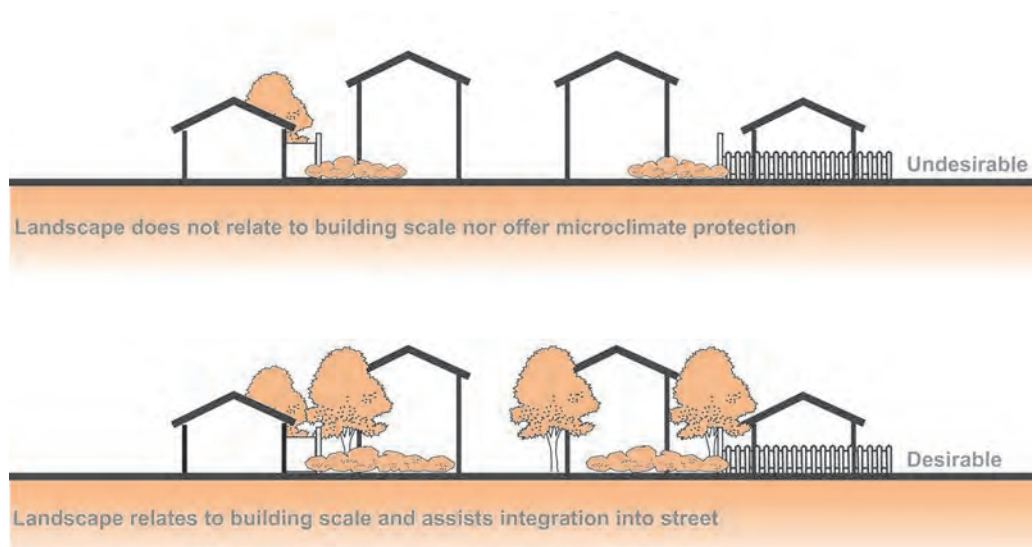 Undesirable
Landscape does not relate to building scale nor offer microclimate protection
Desirable
Landscape relates to building scale and assists integration into street